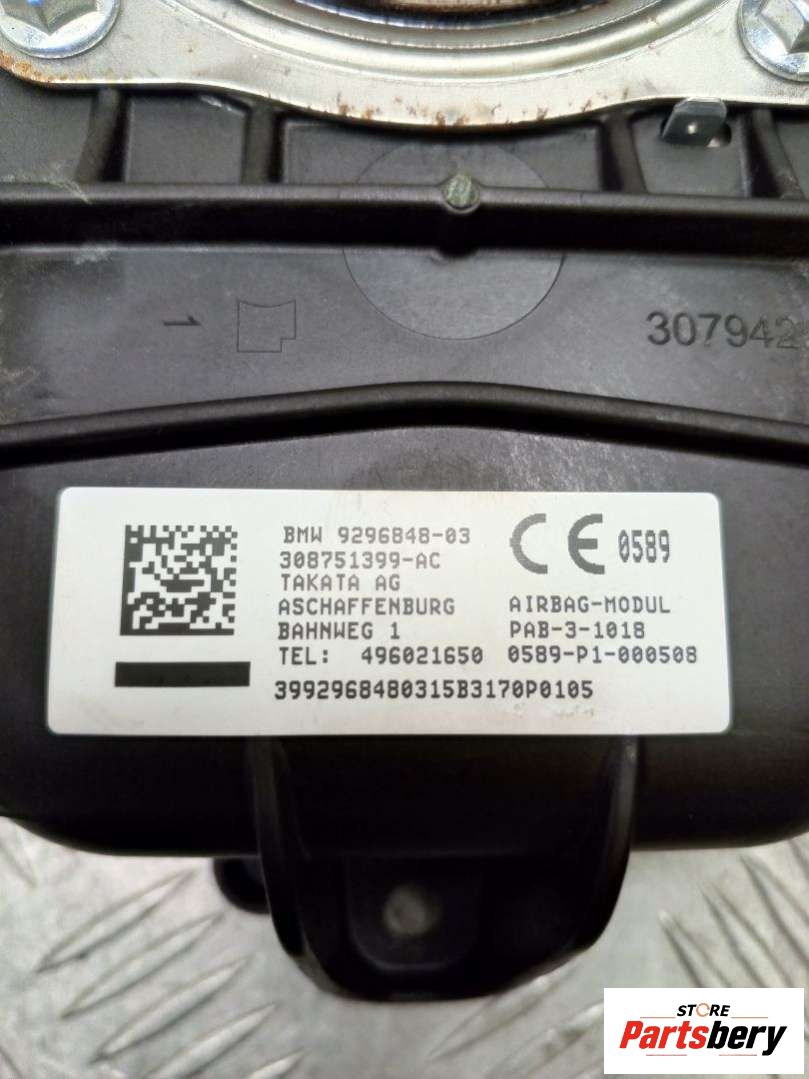 1
307942
BMW 9296848-03
308751399-AC
TAKATA AG
ASCHAFFENBURG
BAHNWEG 1
TEL: 496021650
CE 0589
AIRBAG-MODUL
PAB-3-1018
0589-P1-000508
3992968480315B3170P0105
STORE
Partsbery